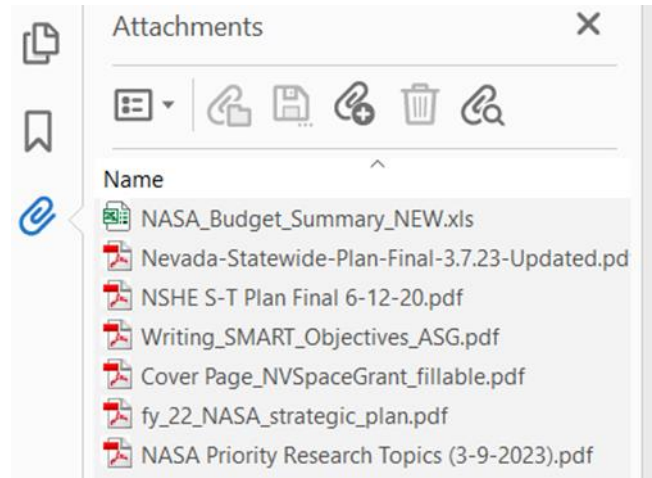 Attachments
Name
NASA_Budget_Summary_NEW.xls
Nevada-Statewide-Plan-Final-3.7.23-Updated.pd
NSHE S-T Plan Final 6-12-20.pdf
Writing_SMART_Objectives_ASG.pdf
Cover Page_NVSpaceGrant_fillable.pdf
fy_22_NASA_strategic_plan.pdf
NASA Priority Research Topics (3-9-2023).pdf